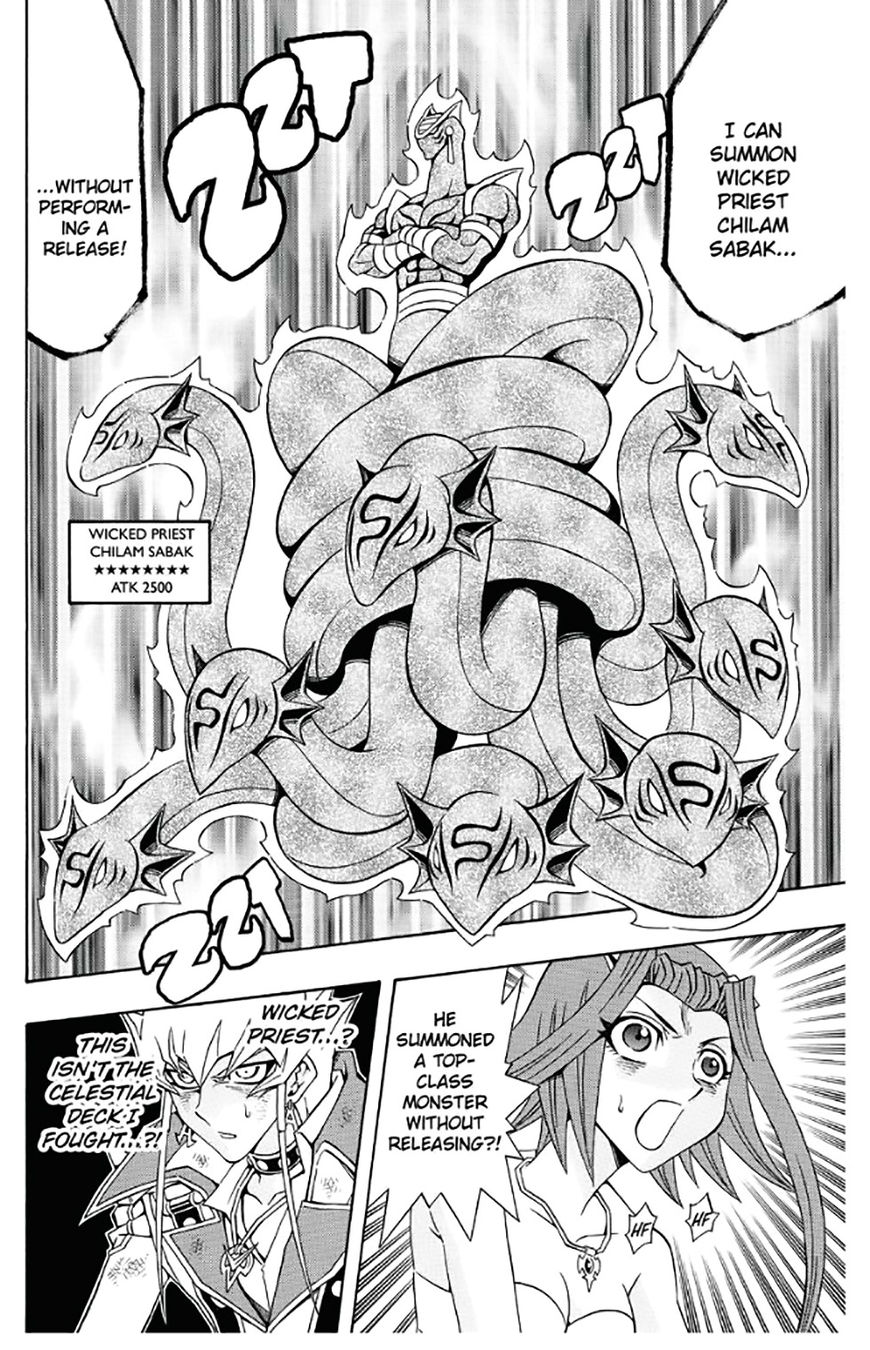 I CAN
SUMMON
WICKED
PRIEST
CHILAM
SABAK...
ZZT
ZZT
...WITHOUT
PERFORM-
ING A
RELEASE!
WICKED PRIEST
CHILAM SABAK
★★★★★★★★
ATK 2500
ZZT
HE
SUMMONED
A TOP-
CLASS
MONSTER
WITHOUT
RELEASING?!
HF
HF
WICKED
PRIEST...?
THIS
ISN'T THE
CELESTIAL
DECK I
FOUGHT...?!